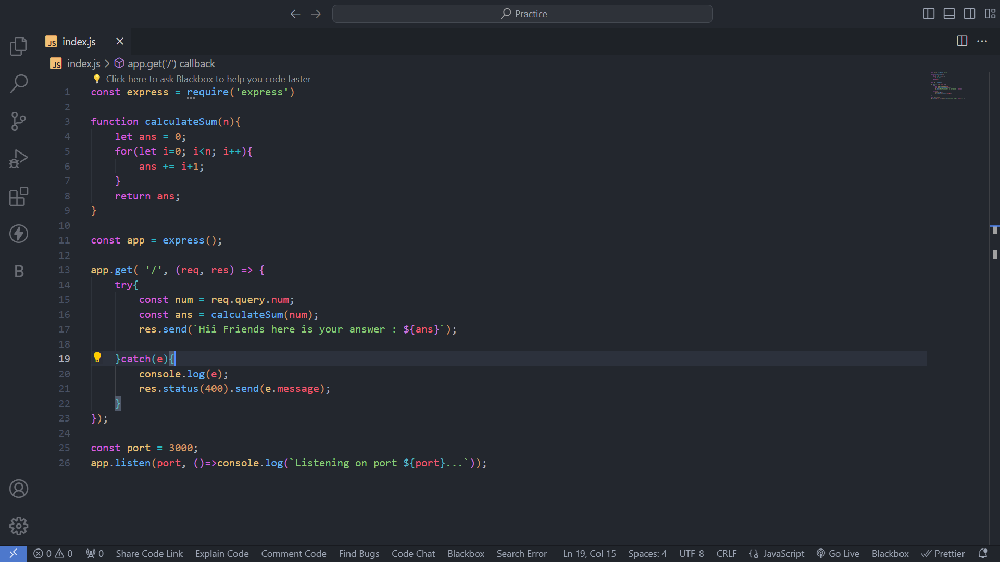 Practice
JS index.js
JS index.js > app.get('/') callback
Click here to ask Blackbox to help you code faster
1 const express = require('express')
2
3 function calculateSum(n){
4     let ans = 0;
5     for(let i=0; i<n; i++){
6         ans += i+1;
7     }
8     return ans;
9 }
10
11 const app = express();
12
13 app.get( '/', (req, res) => {
14     try{
15         const num = req.query.num;
16         const ans = calculateSum(num);
17         res.send(`Hii Friends here is your answer : ${ans}`);
18
19     }catch(e){
20         console.log(e);
21         res.status(400).send(e.message);
22     }
23 });
24
25 const port = 3000;
26 app.listen(port, ()=>console.log(`Listening on port ${port}...`));
B
0 0 0 Share Code Link Explain Code Comment Code Find Bugs Code Chat Blackbox Search Error Ln 19, Col 15 Spaces: 4 UTF-8 CRLF JavaScript Go Live Blackbox Prettier